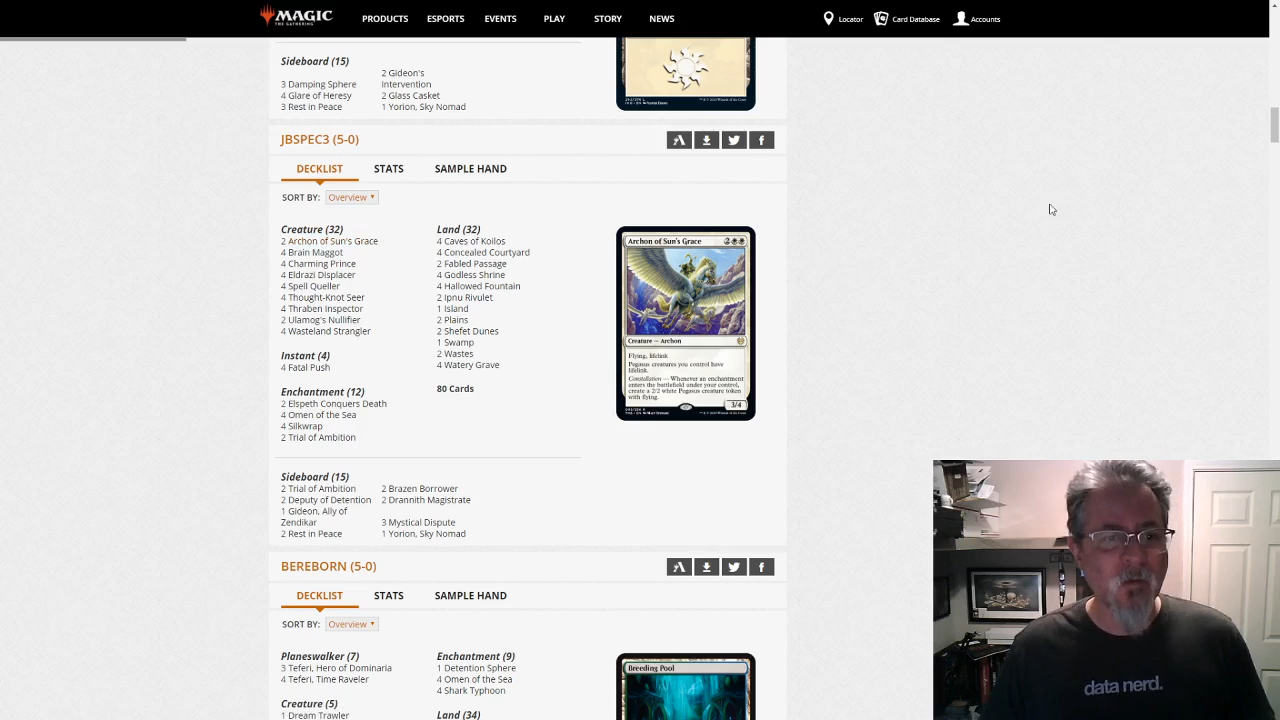 MAGIC
THE GATHERING
PRODUCTS
ESPORTS
EVENTS
PLAY
STORY
NEWS
Locator
Card Database
Accounts
Sideboard (15)
3 Damping Sphere
4 Glare of Heresy
3 Rest in Peace
2 Gideon's
Intervention
2 Glass Casket
1 Yorion, Sky Nomad
JBSPEC3 (5-0)
DECKLIST
STATS
SAMPLE HAND
SORT BY: Overview
Creature (32)
2 Archon of Sun's Grace
4 Brain Maggot
4 Charming Prince
4 Eldrazi Displacer
4 Spell Queller
4 Thought-Knot Seer
4 Thraben Inspector
2 Ulamog's Nullifier
4 Wasteland Strangler
Instant (4)
4 Fatal Push
Enchantment (12)
2 Elspeth Conquers Death
4 Omen of the Sea
4 Silkwrap
2 Trial of Ambition
Land (32)
4 Caves of Koilos
4 Concealed Courtyard
2 Fabled Passage
4 Godless Shrine
4 Hallowed Fountain
2 Ipnu Rivulet
1 Island
2 Plains
2 Shefet Dunes
1 Swamp
2 Wastes
4 Watery Grave
80 Cards
Archon of Sun's Grace
2
Creature — Archon
Flying, lifelink
Pegasus creatures you control have
lifelink.
Constellation — Whenever an enchantment
enters the battlefield under your control,
create a 2/2 white Pegasus creature token
with flying.
3/4
Sideboard (15)
2 Trial of Ambition
2 Deputy of Detention
1 Gideon, Ally of
Zendikar
2 Rest in Peace
2 Brazen Borrower
2 Drannith Magistrate
3 Mystical Dispute
1 Yorion, Sky Nomad
BEREBORN (5-0)
DECKLIST
STATS
SAMPLE HAND
SORT BY: Overview
Planeswalker (7)
3 Teferi, Hero of Dominaria
4 Teferi, Time Raveler
Creature (5)
1 Dream Trawler
Enchantment (9)
1 Detention Sphere
4 Omen of the Sea
4 Shark Typhoon
Land (34)
Breeding Pool
data nerd.